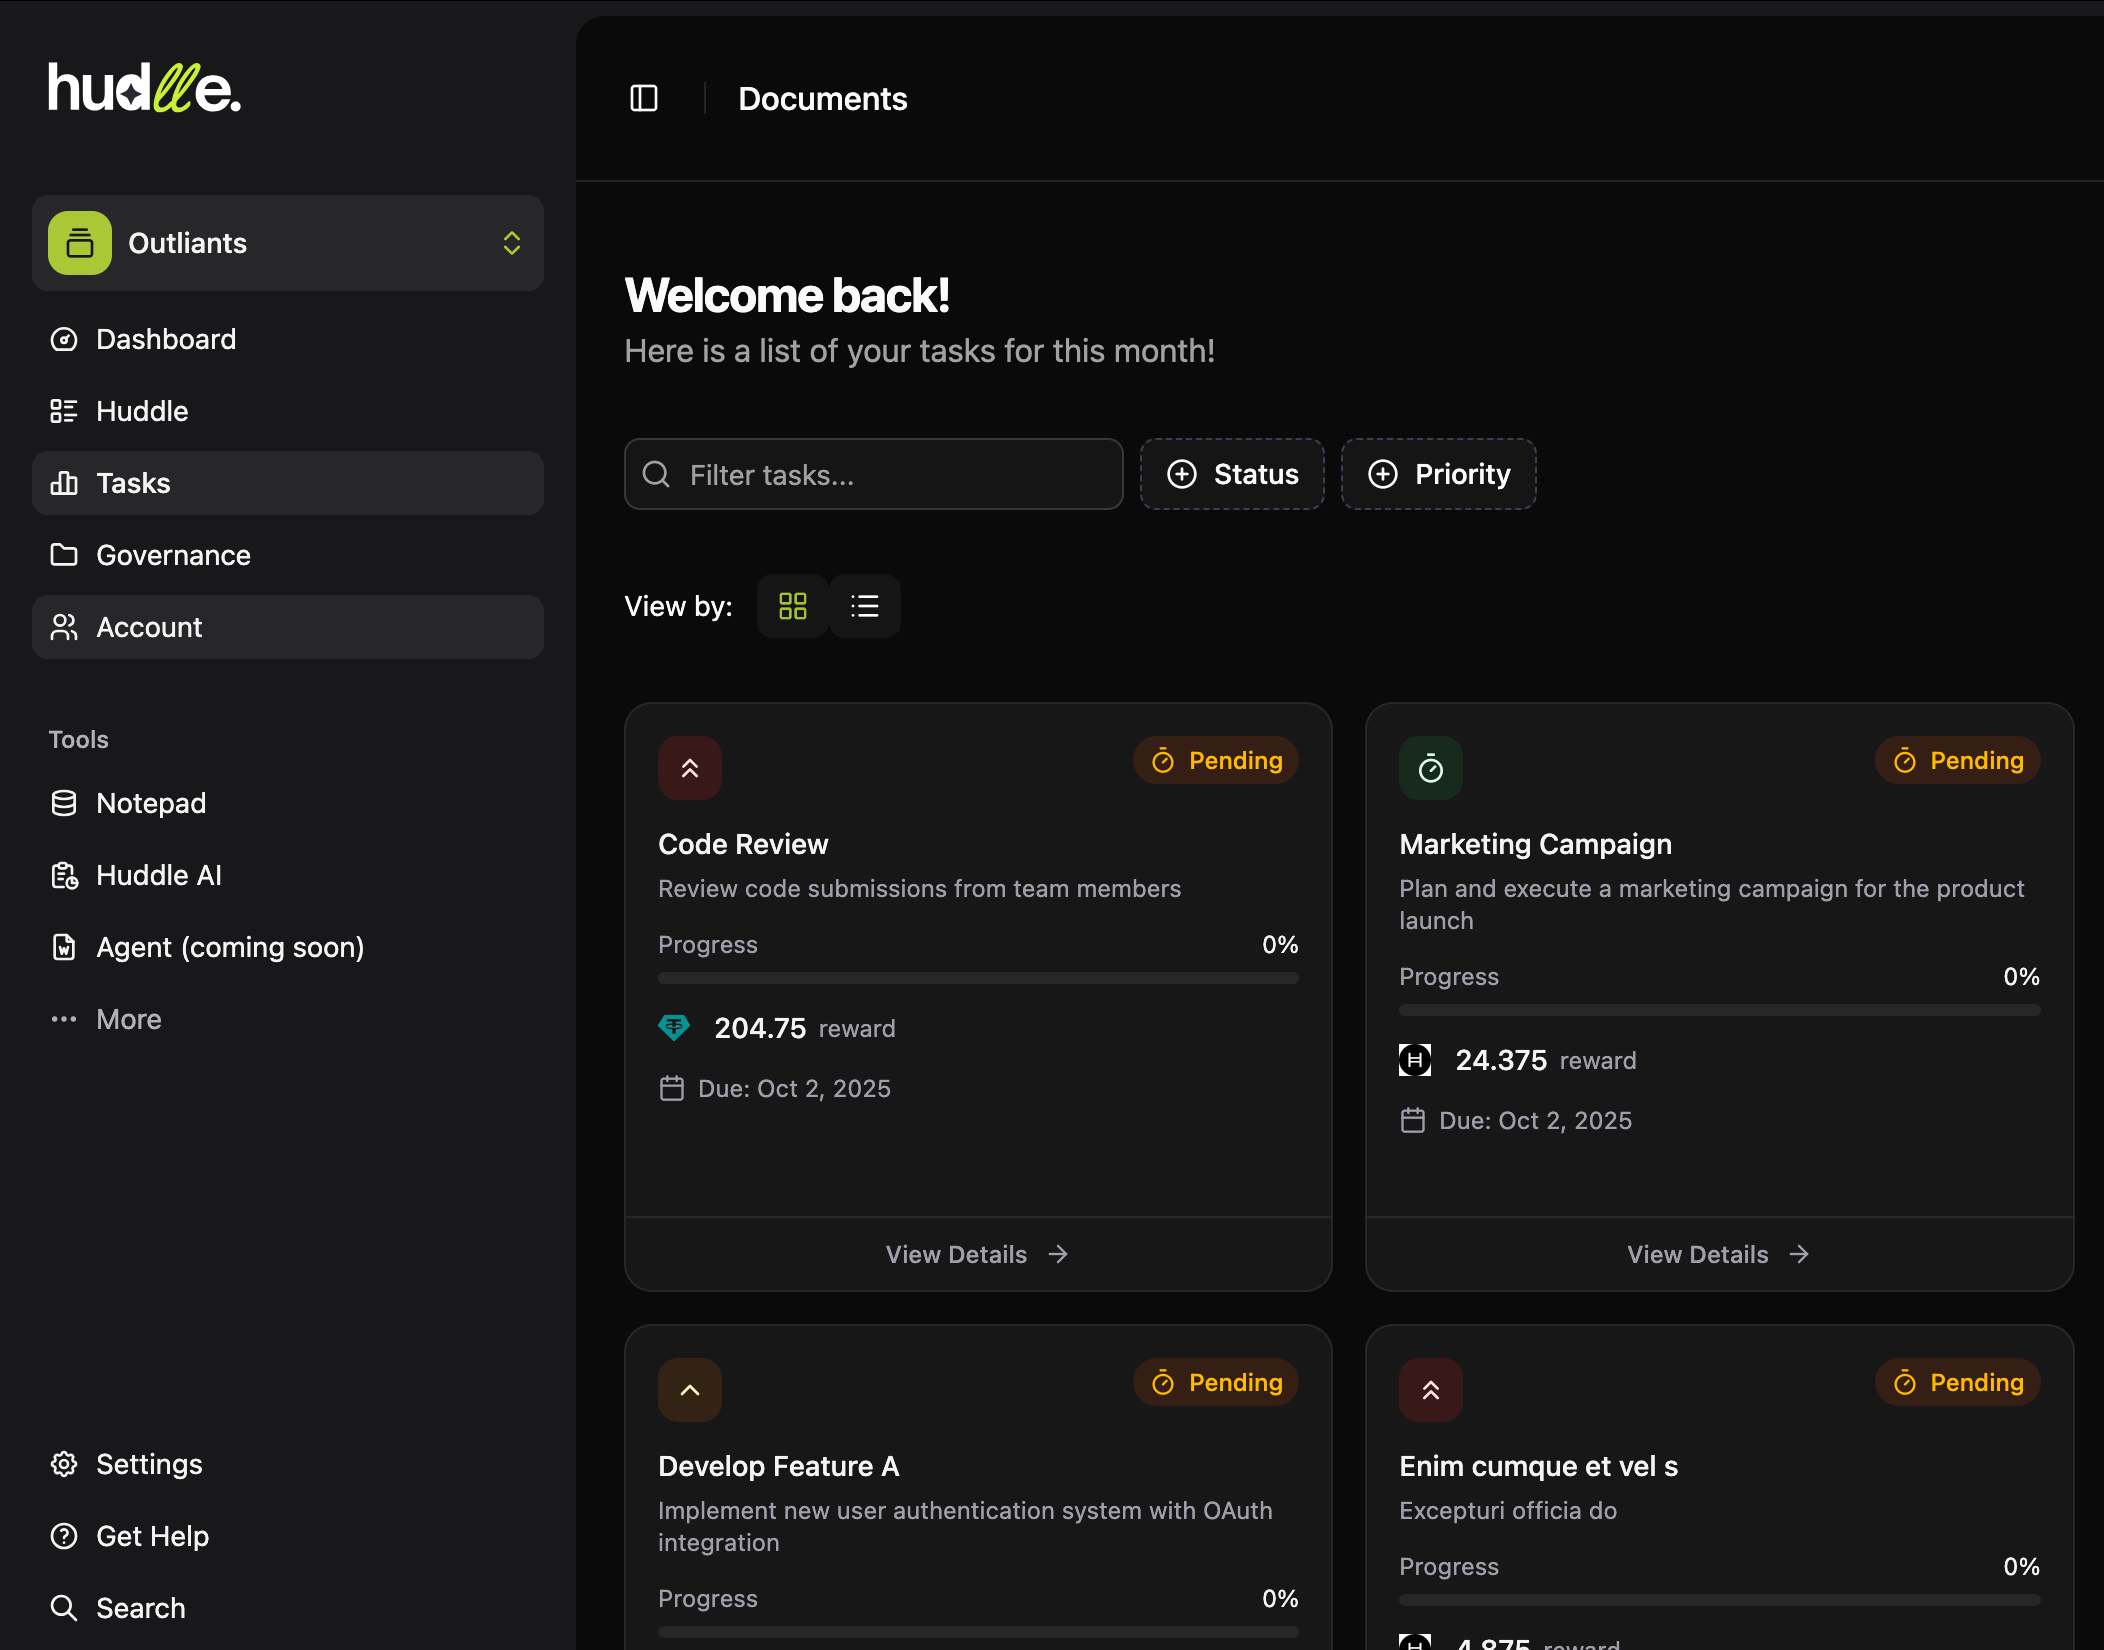 hudlle.
Outliants
Dashboard
Huddle
Tasks
Governance
Account
Tools
Notepad
Huddle AI
Agent (coming soon)
More
Settings
Get Help
Search
Documents
Welcome back!
Here is a list of your tasks for this month!
Filter tasks...
Status
Priority
View by:
Pending
Code Review
Review code submissions from team members
Progress 0%
204.75 reward
Due: Oct 2, 2025
View Details
Pending
Marketing Campaign
Plan and execute a marketing campaign for the product
launch
Progress 0%
H 24.375 reward
Due: Oct 2, 2025
View Details
Pending
Develop Feature A
Implement new user authentication system with OAuth
integration
Progress 0%
Pending
Enim cumque et vel s
Excepturi officia do
Progress 0%
H 4.875 reward